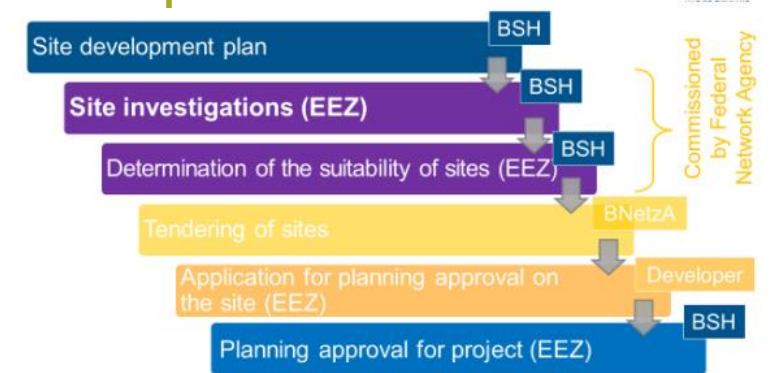 BSH
Site development plan
BSH
Site investigations (EEZ)
BSH
Determination of the suitability of sites (EEZ)
Commissioned
by Federal
Network Agency
BNetzA
Tendering of sites
Developer
Application for planning approval on
the site (EEZ)
BSH
Planning approval for project (EEZ)